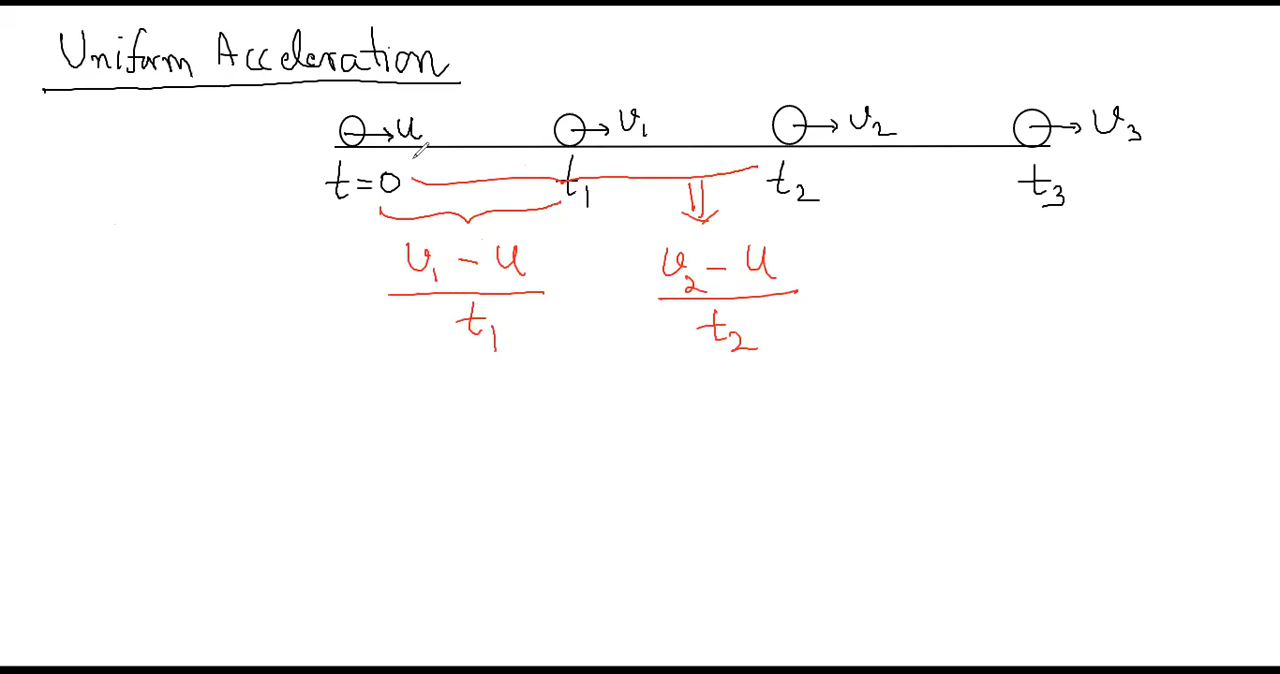 Uniform Acceleration
u v₁ v₂ v₃
t=0 t₁ t₂ t₃
v₁ - u v₂ - u
t₁ t₂